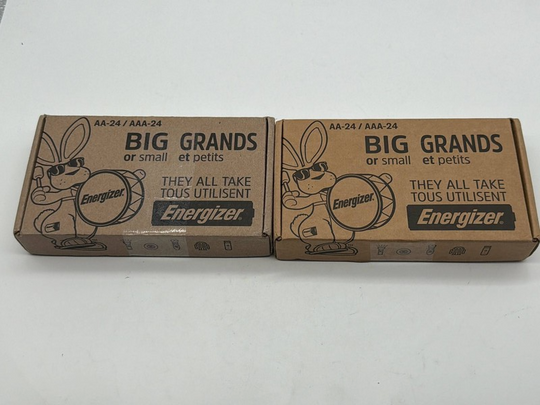 AA-24 / AAA-24
BIG GRANDS
or small et petits
THEY ALL TAKE
TOUS UTILISENT
Energizer
Energizer
AA-24 / AAA-24
BIG GRANDS
or small et petits
THEY ALL TAKE
TOUS UTILISENT
Energizer
Energizer